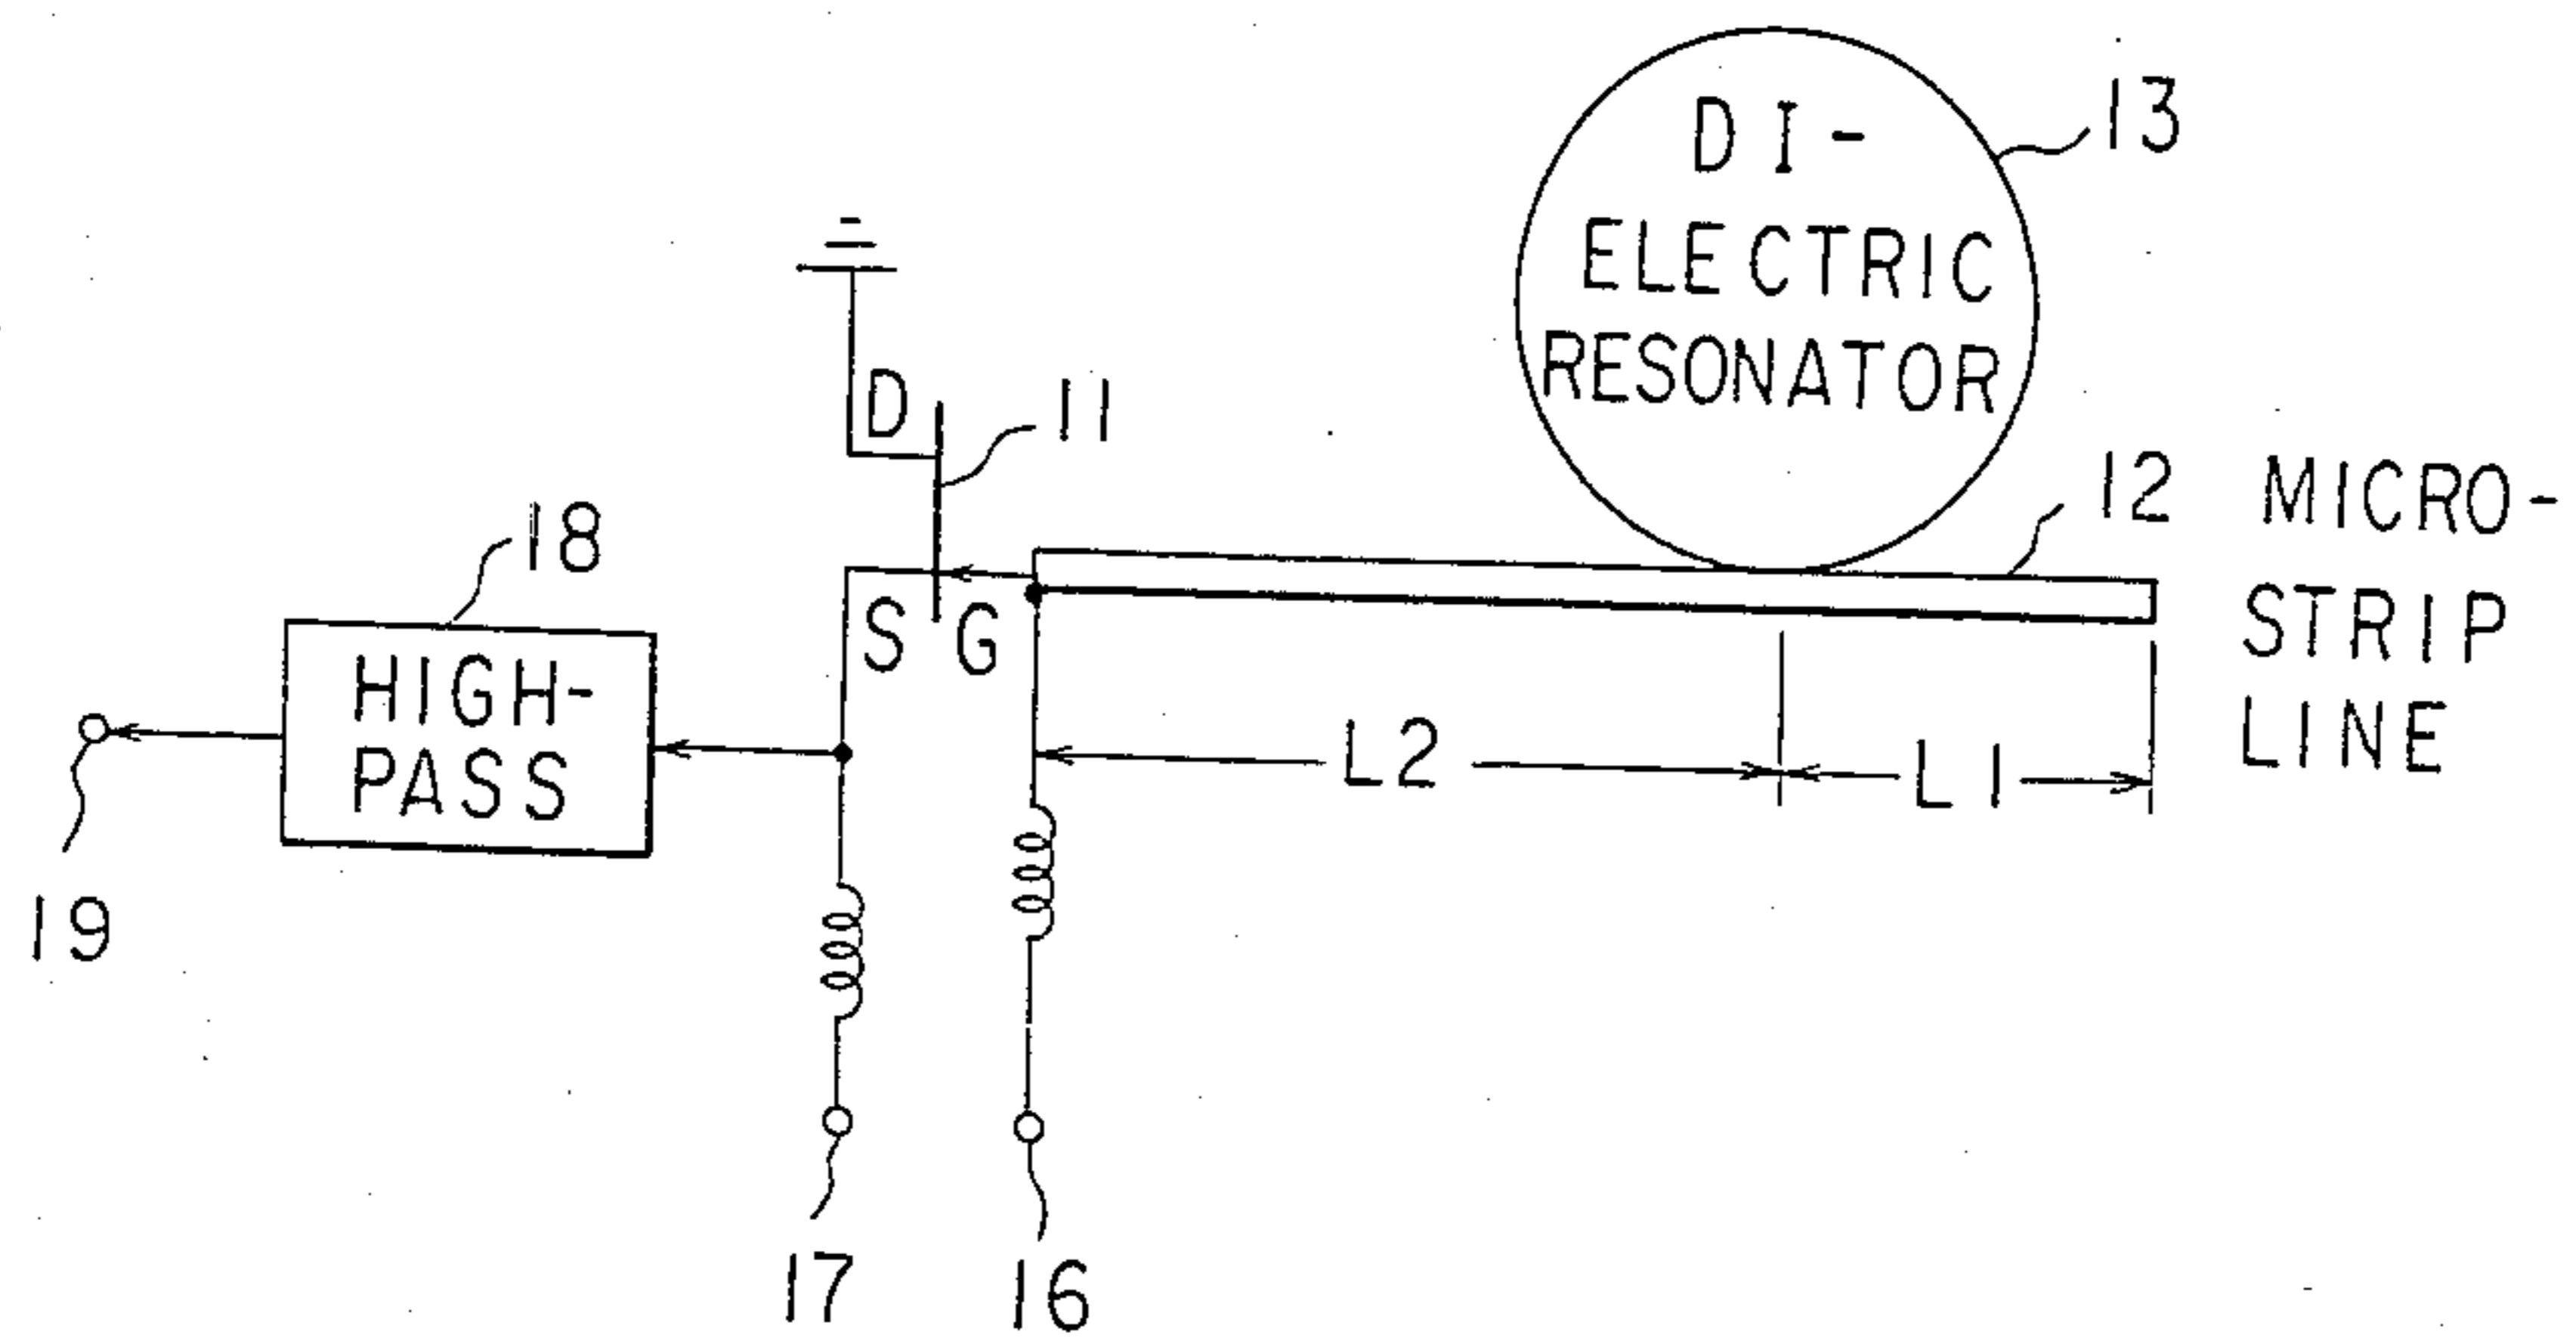 DI-
ELECTRIC
RESONATOR
13
D
11
12 MICRO-
STRIP
LINE
18
S G
HIGH-
PASS
L2
L1
19
17
16